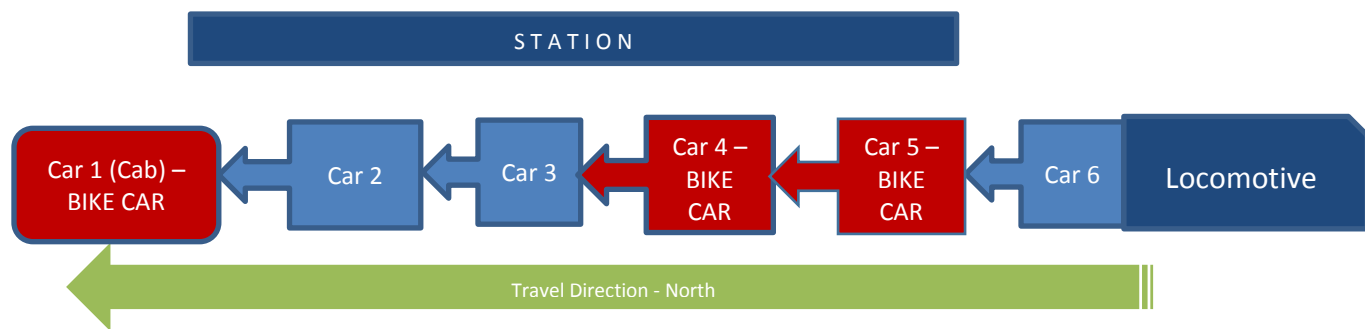 STATION
Car 1 (Cab) –
BIKE CAR
Car 2
Car 3
Car 4 –
BIKE
CAR
Car 5 –
BIKE
CAR
Car 6
Locomotive
Travel Direction - North